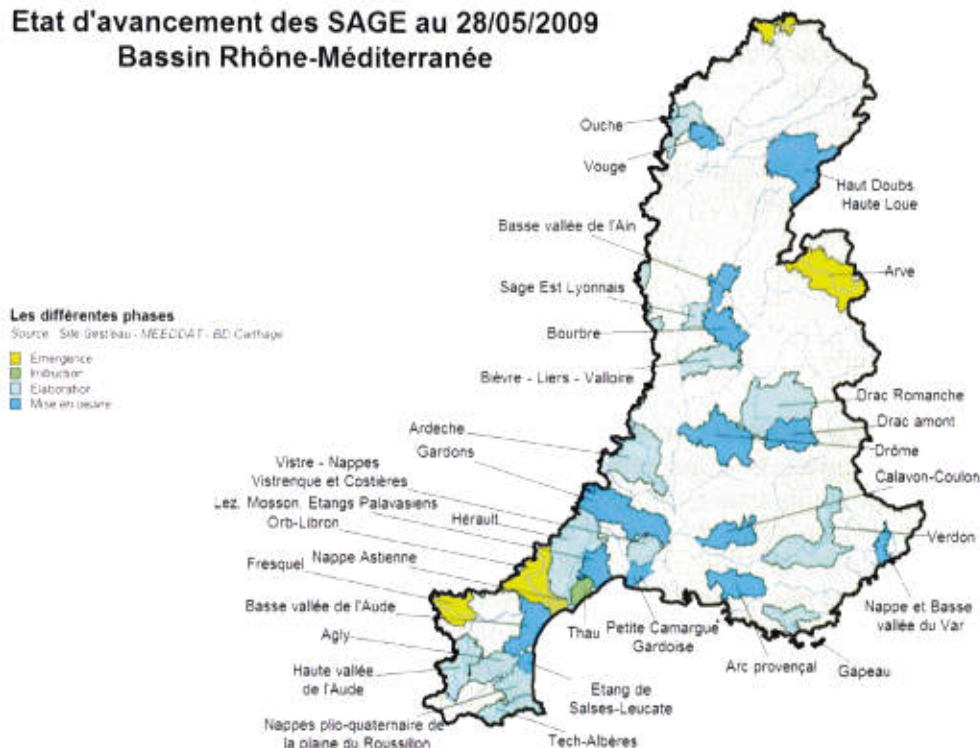 Etat d'avancement des SAGE au 28/05/2009
Bassin Rhône-Méditerranée
Ouche
Vouge
Haut Doubs
Haute Loue
Basse vallée de l'Ain
Arve
Sage Est Lyonnais
Bourbre
Bièvre - Liers - Valloire
Les différentes phases
Source : Site Gesteau - MEEDDAT - BD Carthage
Emergence
Instruction
Elaboration
Mise en oeuvre
Drac Romanche
Drac amont
Drôme
Ardèche
Gardons
Calavon-Coulon
Vistre - Nappes
Vistrenque et Costières
Lez, Mosson, Etangs Palavasiens
Hérault
Orb-Libron
Verdon
Nappe Astienne
Fresquel
Basse vallée de l'Aude
Nappe et Basse
vallée du Var
Thau
Petite Camargue
Gardoise
Agly
Arc provençal
Gapeau
Haute vallée
de l'Aude
Etang de
Salses-Leucate
Nappes plio-quaternaire de
la plaine du Roussillon
Tech-Albères